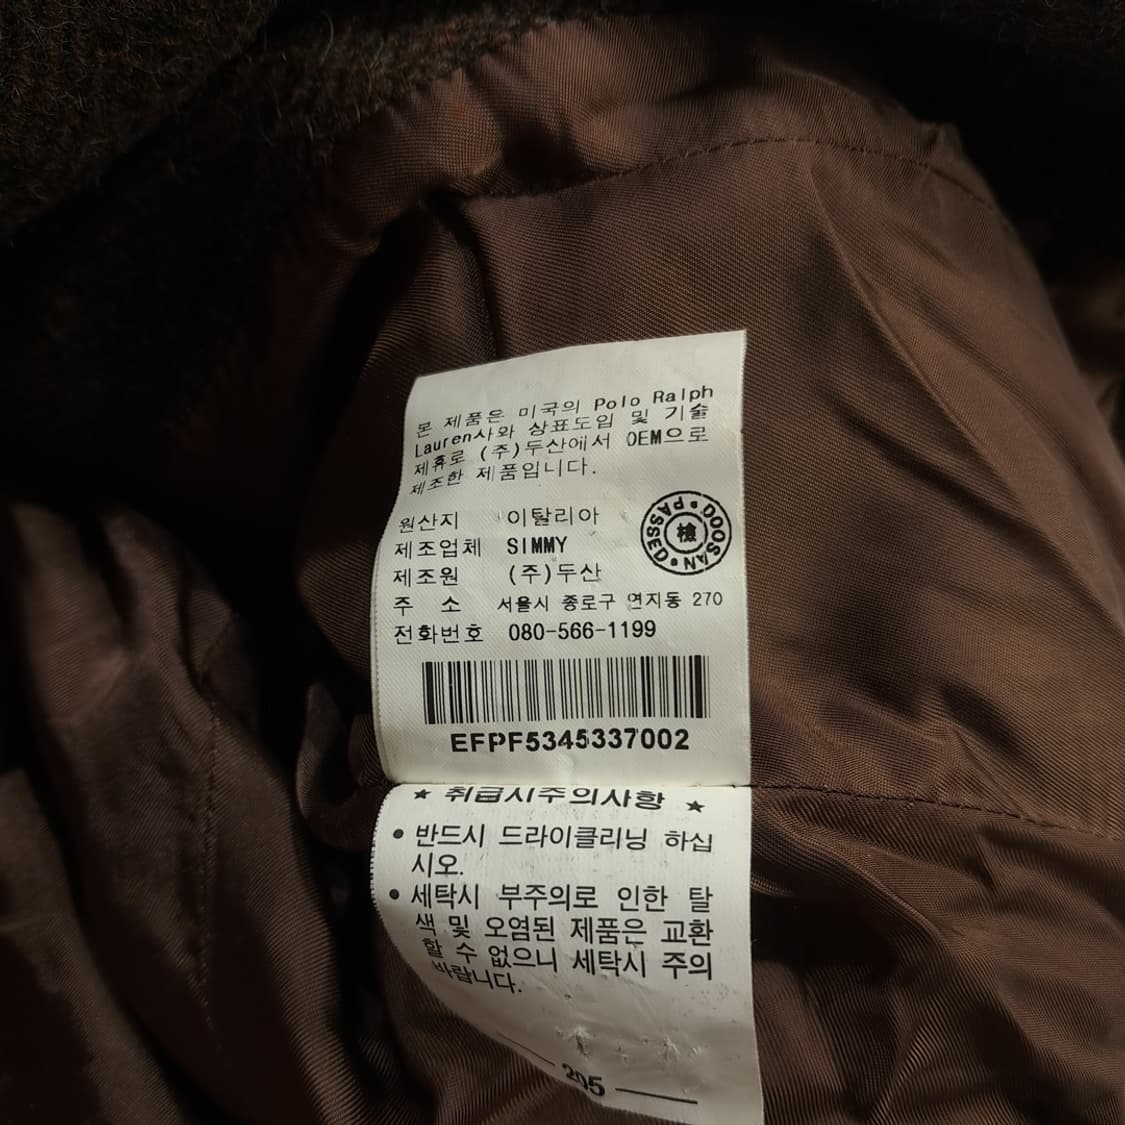 본 제품은 미국의 Polo Ralph
Lauren사와 상표도입 및 기술
제휴로 (주)두산에서 OEM으로
제조한 제품입니다.
원산지 이탈리아
제조업체 SIMMY
제조원 (주)두산
주 소 서울시 종로구 연지동 270
전화번호 080-566-1199
DOOSAN • PASSED •
檢
EFPF5345337002
★ 취급시주의사항 ★
• 반드시 드라이클리닝 하십
시오.
• 세탁시 부주의로 인한 탈
색 및 오염된 제품은 교환
할 수 없으니 세탁시 주의
바랍니다.
205